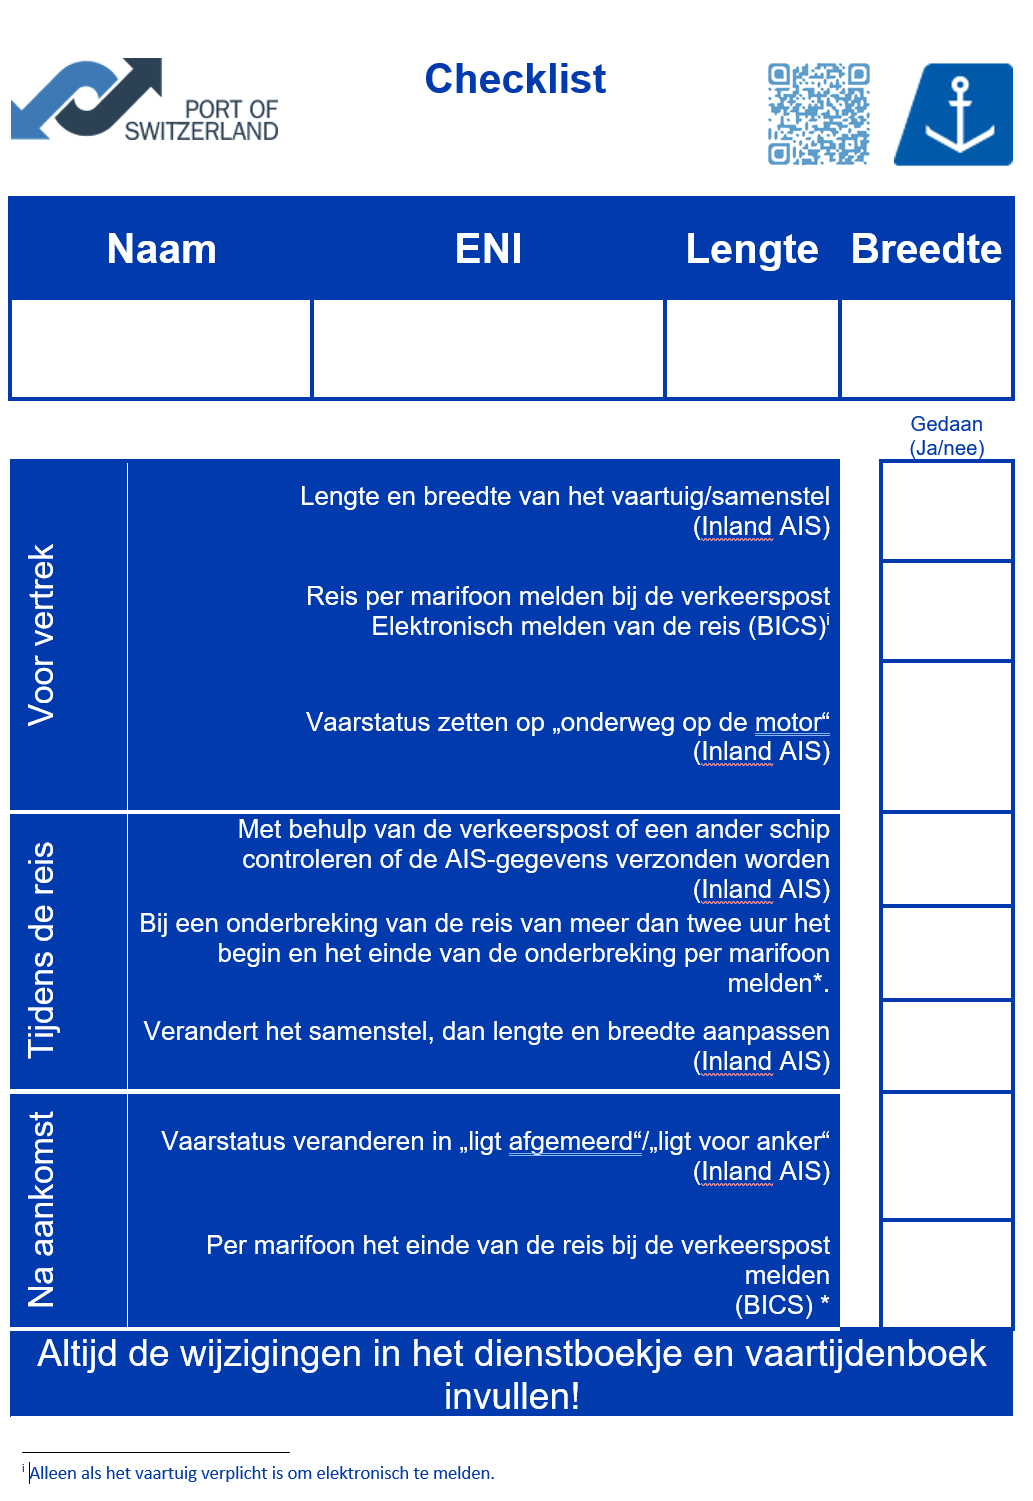 PORT OF
SWITZERLAND
Checklist
Naam ENI Lengte Breedte
Gedaan
(Ja/nee)
Voor vertrek
Lengte en breedte van het vaartuig/samenstel
(Inland AIS)
Reis per marifoon melden bij de verkeerspost
Elektronisch melden van de reis (BICS)ⁱ
Vaarstatus zetten op „onderweg op de motor“
(Inland AIS)
Tijdens de reis
Met behulp van de verkeerspost of een ander schip
controleren of de AIS-gegevens verzonden worden
(Inland AIS)
Bij een onderbreking van de reis van meer dan twee uur het
begin en het einde van de onderbreking per marifoon
melden*.
Verandert het samenstel, dan lengte en breedte aanpassen
(Inland AIS)
Na aankomst
Vaarstatus veranderen in „ligt afgemeerd“/„ligt voor anker“
(Inland AIS)
Per marifoon het einde van de reis bij de verkeerspost
melden
(BICS) *
Altijd de wijzigingen in het dienstboekje en vaartijdenboek
invullen!
ⁱ Alleen als het vaartuig verplicht is om elektronisch te melden.